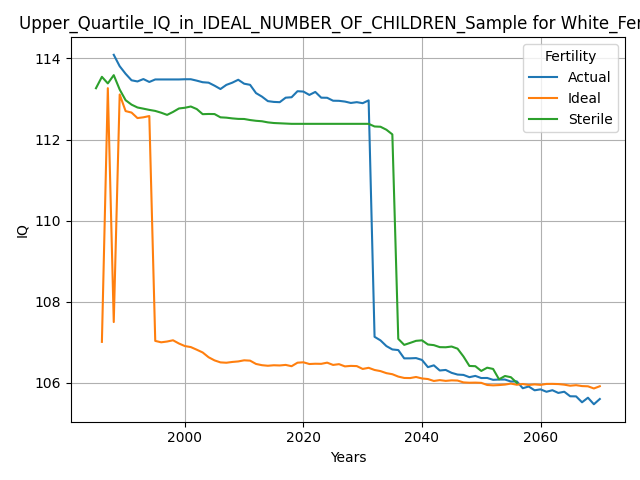 Upper_Quartile_IQ_in_IDEAL_NUMBER_OF_CHILDREN_Sample for White_Fe
Fertility
Actual
Ideal
Sterile
114
112
110
108
106
IQ
2000
2020
2040
2060
Years